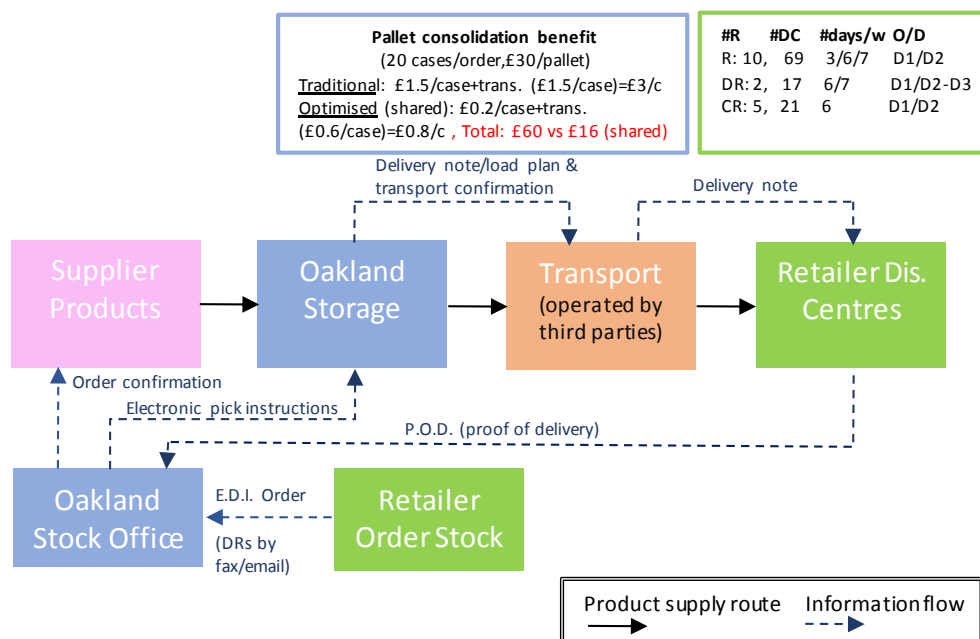 Pallet consolidation benefit
(20 cases/order,£30/pallet)
Traditional: £1.5/case+trans. (£1.5/case)=£3/c
Optimised (shared): £0.2/case+trans.
(£0.6/case)=£0.8/c , Total: £60 vs £16 (shared)
#R #DC #days/w O/D
R: 10, 69 3/6/7 D1/D2
DR: 2, 17 6/7 D1/D2-D3
CR: 5, 21 6 D1/D2
Delivery note/load plan &
transport confirmation
Delivery note
Supplier
Products
Oakland
Storage
Transport
(operated by
third parties)
Retailer Dis.
Centres
Order confirmation
Electronic pick instructions
P.O.D. (proof of delivery)
Oakland
Stock Office
E.D.I. Order
(DRs by
fax/email)
Retailer
Order Stock
Product supply route
Information flow